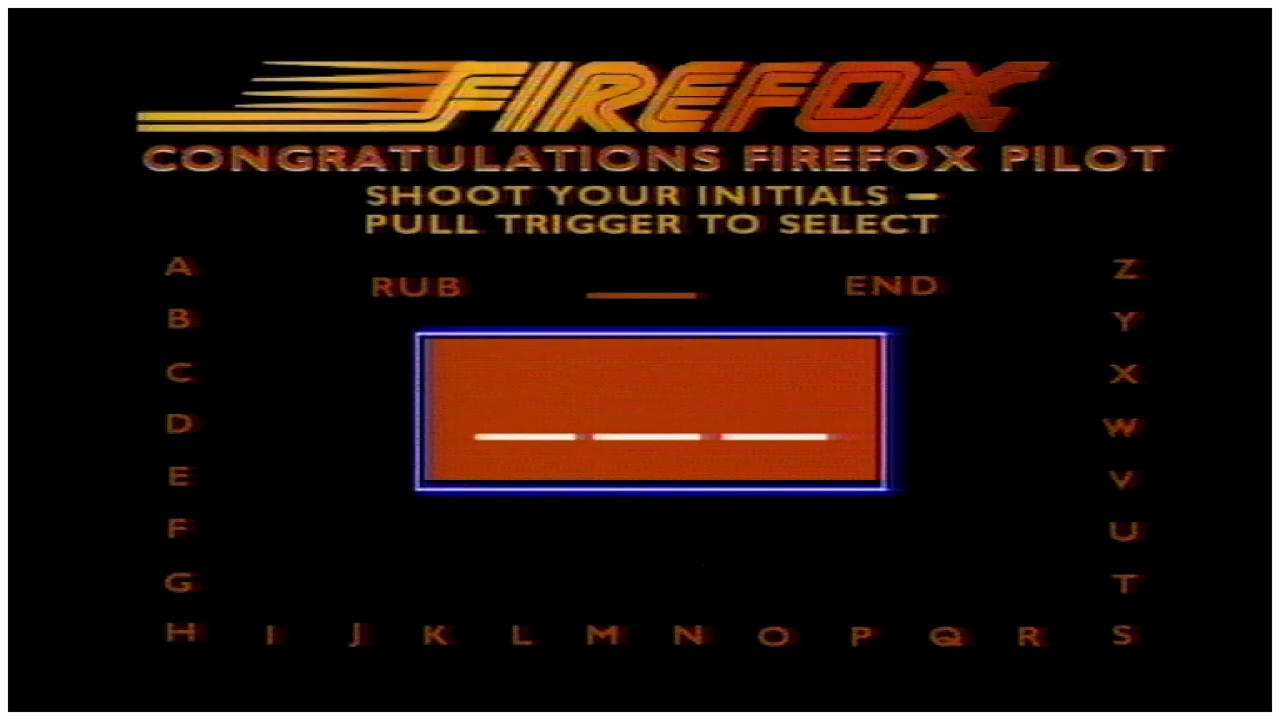 FIREFOX
CONGRATULATIONS FIREFOX PILOT
SHOOT YOUR INITIALS —
PULL TRIGGER TO SELECT
A Z
RUB END
B Y
C X
D W
E V
F U
G T
H I J K L M N O P Q R S